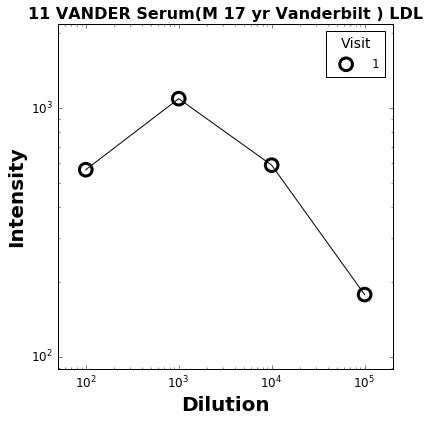 11 VANDER Serum(M 17 yr Vanderbilt ) LDL
Visit
1
10³
10²
Intensity
10² 10³ 10⁴ 10⁵
Dilution